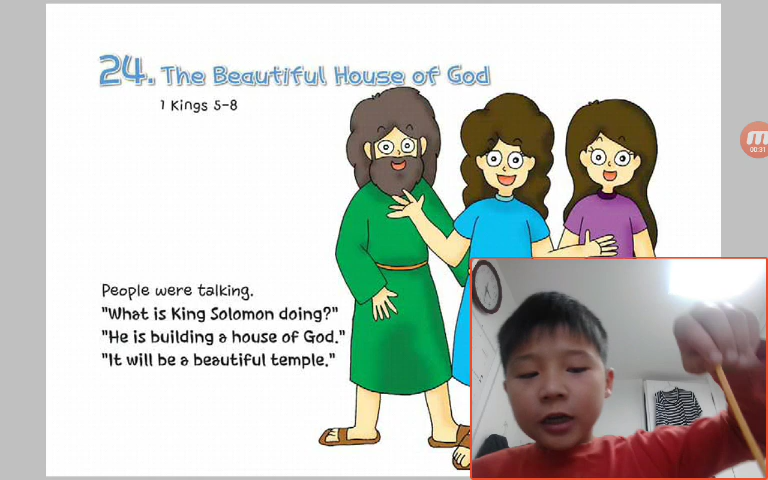 24. The Beautiful House of God
1 Kings 5-8
People were talking.
"What is King Solomon doing?"
"He is building a house of God."
"It will be a beautiful temple."
00:31